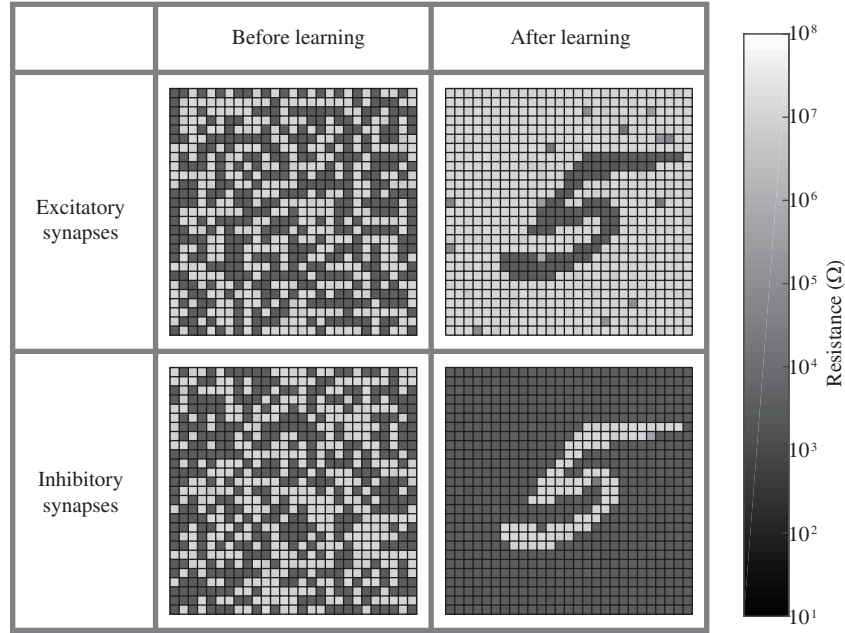 Before learning
After learning
Excitatory
synapses
Inhibitory
synapses
10⁸
10⁷
10⁶
10⁵
10⁴
10³
10²
10¹
Resistance (Ω)